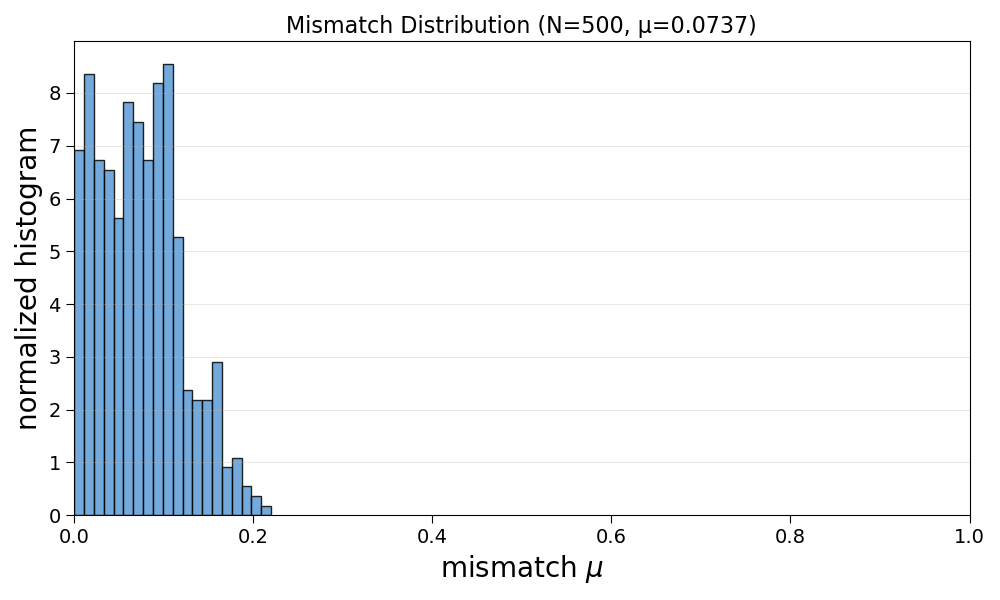 Mismatch Distribution (N=500, μ=0.0737)
normalized histogram
8
7
6
5
4
3
2
1
0
0.0 0.2 0.4 0.6 0.8 1.0
mismatch μ